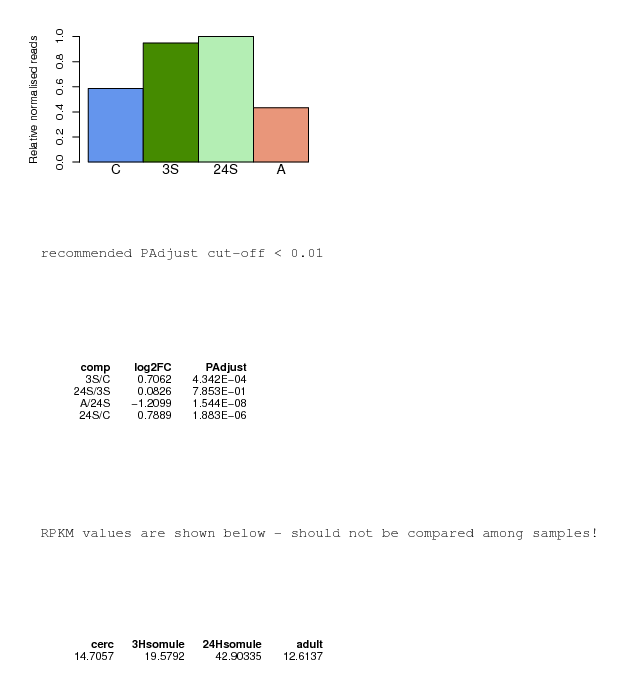 Relative normalised reads
1.0
0.8
0.6
0.4
0.2
0.0
C 3S 24S A
recommended PAdjust cut-off < 0.01
comp log2FC PAdjust
3S/C 0.7062 4.342E-04
24S/3S 0.0826 7.853E-01
A/24S -1.2099 1.544E-08
24S/C 0.7889 1.883E-06
RPKM values are shown below - should not be compared among samples!
cerc 3Hsomule 24Hsomule adult
14.7057 19.5792 42.90335 12.6137